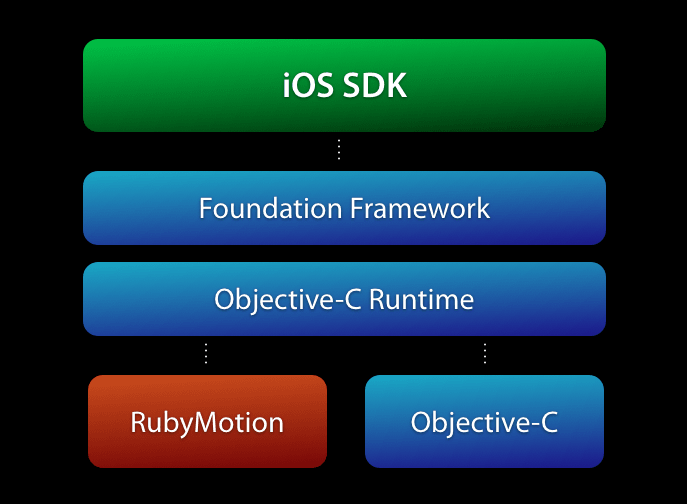 iOS SDK
Foundation Framework
Objective-C Runtime
RubyMotion
Objective-C